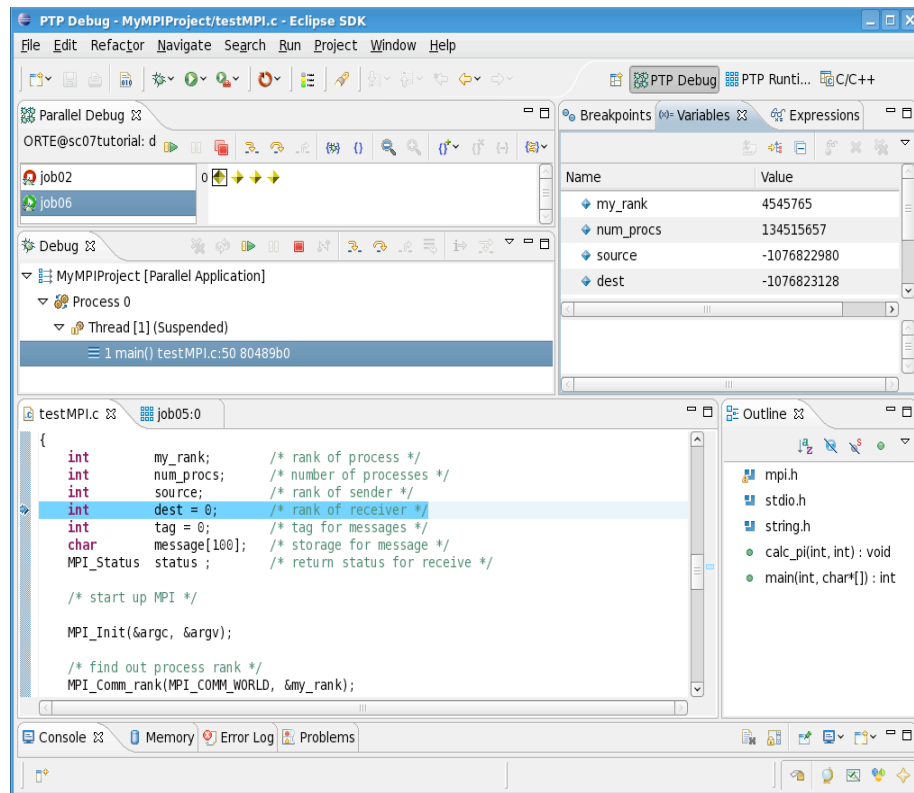 PTP Debug - MyMPIProject/testMPI.c - Eclipse SDK
File Edit Refactor Navigate Search Run Project Window Help
PTP Debug PTP Runti... C/C++
Parallel Debug
ORTE@sc07tutorial: d
job02
job06
0
Debug
MyMPIProject [Parallel Application]
Process 0
Thread [1] (Suspended)
1 main() testMPI.c:50 80489b0
Breakpoints (x)= Variables Expressions
Name Value
my_rank 4545765
num_procs 134515657
source -1076822980
dest -1076823128
testMPI.c job05:0
{
int my_rank; /* rank of process */
int num_procs; /* number of processes */
int source; /* rank of sender */
int dest = 0; /* rank of receiver */
int tag = 0; /* tag for messages */
char message[100]; /* storage for message */
MPI_Status status ; /* return status for receive */
/* start up MPI */
MPI_Init(&argc, &argv);
/* find out process rank */
MPI_Comm_rank(MPI_COMM_WORLD, &my_rank);
Outline
mpi.h
stdio.h
string.h
calc_pi(int, int) : void
main(int, char*[]) : int
Console Memory Error Log Problems